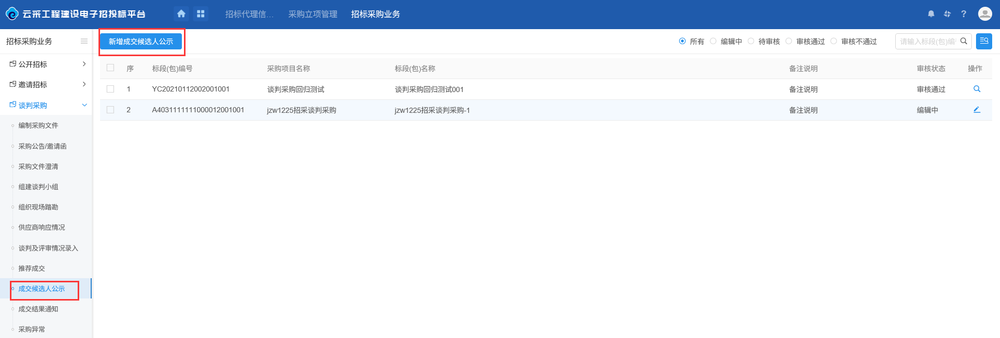 云采工程建设电子招投标平台
招标代理信...
采购立项管理
招标采购业务
?
招标采购业务
新增成交候选人公示
所有
编辑中
待审核
审核通过
审核不通过
请输入标段(包)编
公开招标
邀请招标
谈判采购
编制采购文件
采购公告/邀请函
采购文件澄清
组建谈判小组
组织现场踏勘
供应商响应情况
谈判及评审情况录入
推荐成交
成交候选人公示
成交结果通知
采购异常
序 标段(包)编号 采购项目名称 标段(包)名称 备注说明 审核状态 操作
1 YC20210112002001001 谈判采购回归测试 谈判采购回归测试001 备注说明 审核通过
2 A4031111111000012001001 jzw1225招采谈判采购 jzw1225招采谈判采购-1 备注说明 编辑中